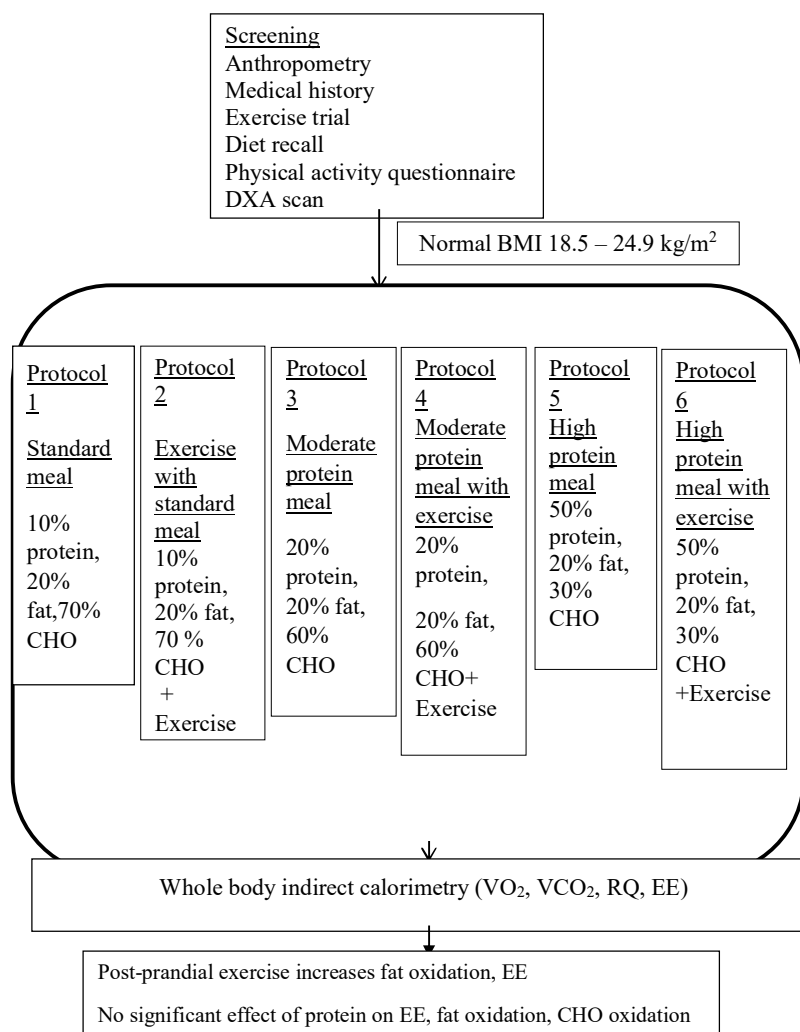 Screening
Anthropometry
Medical history
Exercise trial
Diet recall
Physical activity questionnaire
DXA scan
Normal BMI 18.5 – 24.9 kg/m²
Protocol
1
Standard
meal
10%
protein,
20%
fat,70%
CHO
Protocol
2
Exercise
with
standard
meal
10%
protein,
20% fat,
70 %
CHO
+
Exercise
Protocol
3
Moderate
protein
meal
20%
protein,
20% fat,
60%
CHO
Protocol
4
Moderate
protein
meal with
exercise
20%
protein,
20% fat,
60%
CHO+
Exercise
Protocol
5
High
protein
meal
50%
protein,
20% fat,
30%
CHO
Protocol
6
High
protein
meal with
exercise
50%
protein,
20% fat,
30%
CHO
+Exercise
Whole body indirect calorimetry (VO₂, VCO₂, RQ, EE)
Post-prandial exercise increases fat oxidation, EE
No significant effect of protein on EE, fat oxidation, CHO oxidation